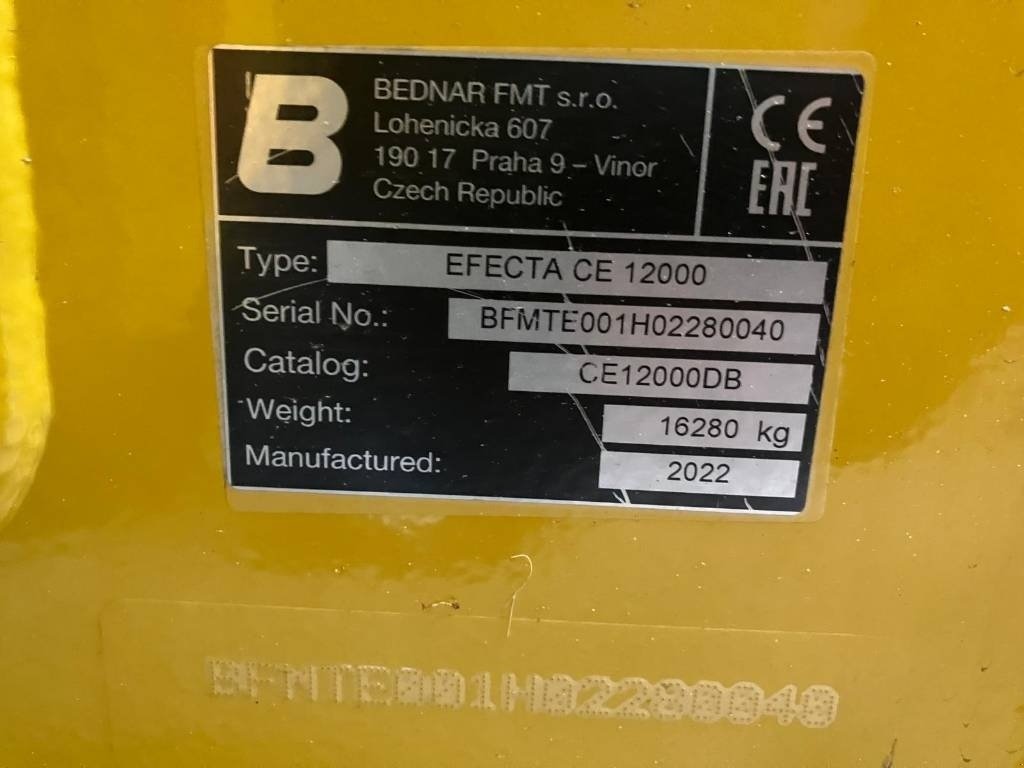 B
BEDNAR FMT s.r.o.
Lohenicka 607
190 17 Praha 9 – Vinor
Czech Republic
CE
EAC
Type: EFECTA CE 12000
Serial No.: BFMTE001H02280040
Catalog: CE12000DB
Weight: 16280 kg
Manufactured: 2022
BFMTE001H02280040